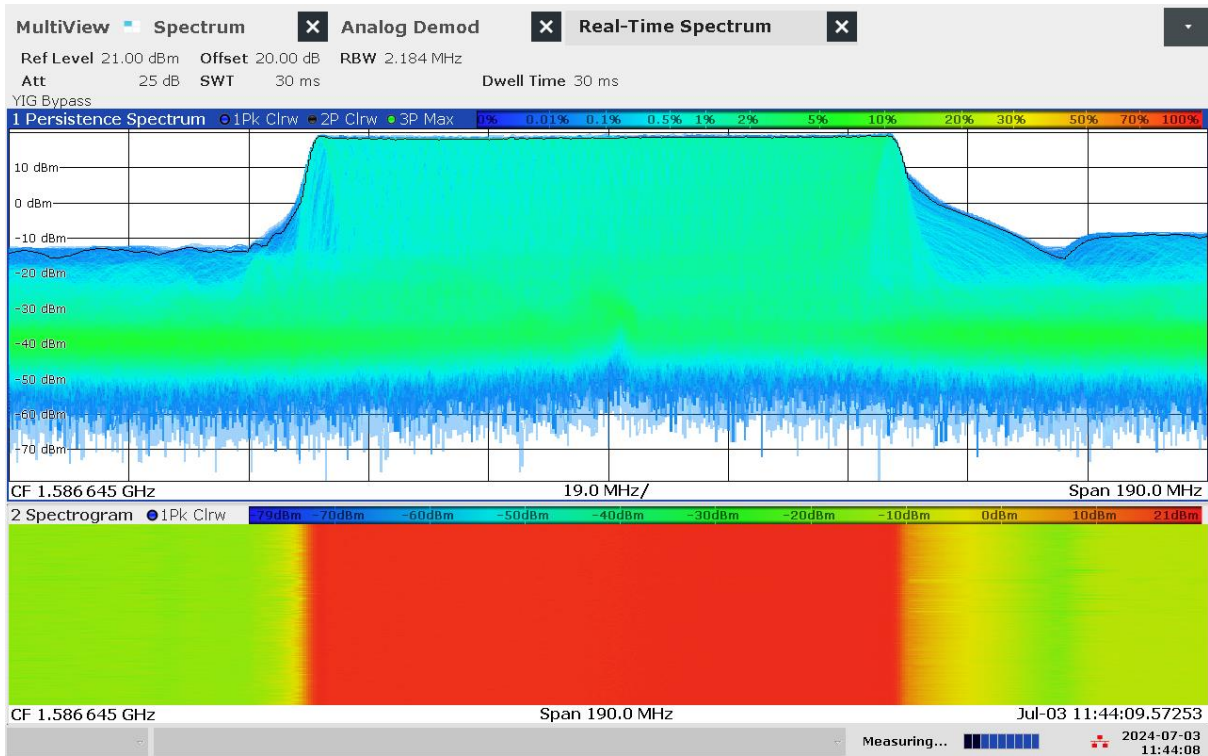 MultiView Spectrum X Analog Demod X Real-Time Spectrum X
Ref Level 21.00 dBm Offset 20.00 dB RBW 2.184 MHz
Att 25 dB SWT 30 ms Dwell Time 30 ms
YIG Bypass
1 Persistence Spectrum 1Pk Clrw 2P Clrw 3P Max 0% 0.01% 0.1% 0.5% 1% 2% 5% 10% 20% 30% 50% 70% 100%
10 dBm
0 dBm
-10 dBm
-20 dBm
-30 dBm
-40 dBm
-50 dBm
-60 dBm
-70 dBm
CF 1.586 645 GHz 19.0 MHz/ Span 190.0 MHz
2 Spectrogram 1Pk Clrw -79dBm -70dBm -60dBm -50dBm -40dBm -30dBm -20dBm -10dBm 0dBm 10dBm 21dBm
CF 1.586 645 GHz Span 190.0 MHz Jul-03 11:44:09.57253
Measuring... 2024-07-03
11:44:08